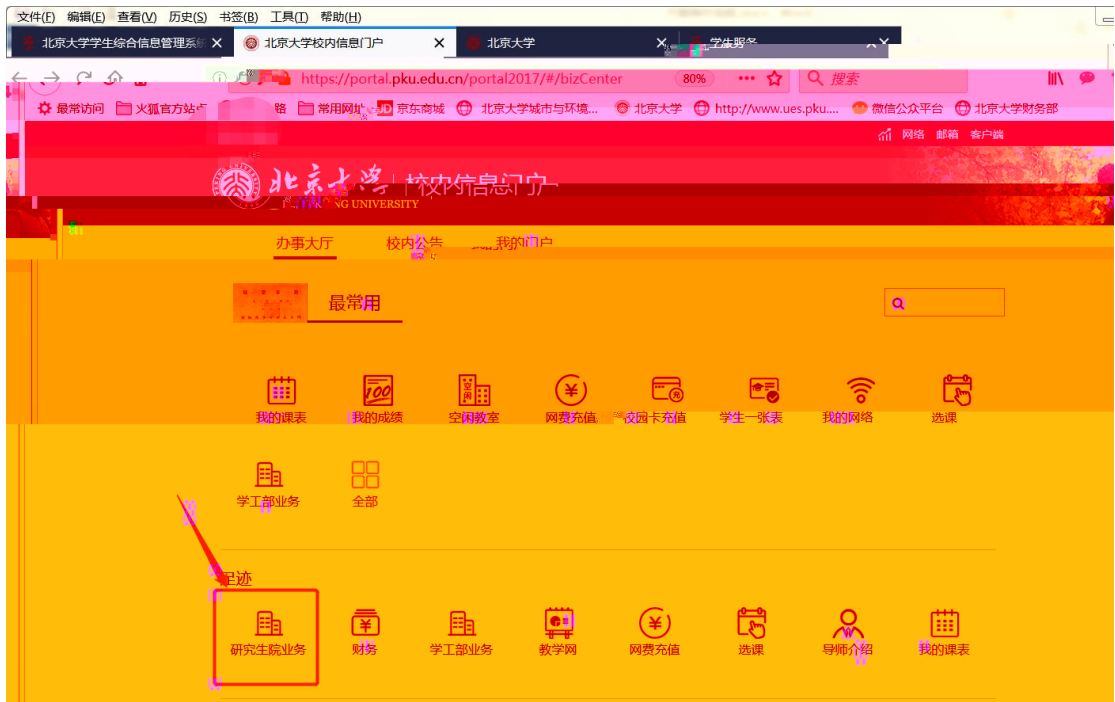 文件(F) 编辑(E) 查看(V) 历史(S) 书签(B) 工具(T) 帮助(H)
北京大学学生综合信息管理系统 北京大学校内信息门户 北京大学 学生服务
https://portal.pku.edu.cn/portal2017/#/bizCenter 80% 搜索
最常访问 火狐官方站点 常用网址 JD 京东商城 北京大学城市与环境... 北京大学 http://www.ues.pku.... 微信公众平台 北京大学财务部
网络 邮箱 客户端
北京大学 校内信息门户
NG UNIVERSITY
办事大厅 校内公告 我的门户
最常用
我的课表 我的成绩 空闲教室 网费充值 校园卡充值 学生一张表 我的网络 选课
学工部业务 全部
足迹
研究生院业务 财务 学工部业务 教学网 网费充值 选课 导师介绍 我的课表